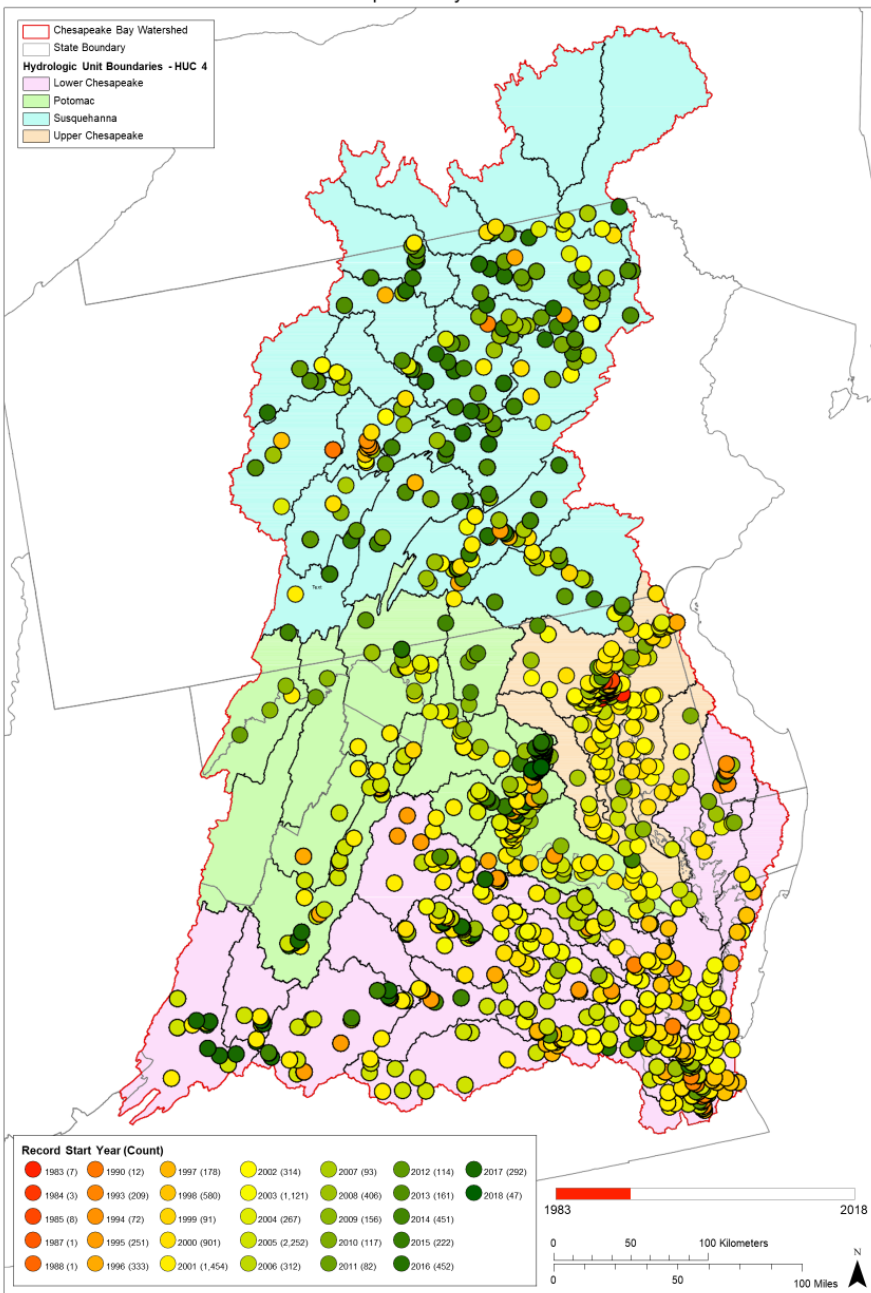 Chesapeake Bay Watershed
State Boundary
Hydrologic Unit Boundaries - HUC 4
Lower Chesapeake
Potomac
Susquehanna
Upper Chesapeake
Text
Record Start Year (Count)
1983 (7) 1990 (12) 1997 (178) 2002 (314) 2007 (93) 2012 (114) 2017 (292)
1984 (3) 1993 (209) 1998 (580) 2003 (1,121) 2008 (406) 2013 (161) 2018 (47)
1985 (8) 1994 (72) 1999 (91) 2004 (267) 2009 (156) 2014 (451)
1987 (1) 1995 (251) 2000 (901) 2005 (2,252) 2010 (117) 2015 (222)
1988 (1) 1996 (333) 2001 (1,454) 2006 (312) 2011 (82) 2016 (452)
1983 2018
0 50 100 Kilometers
0 50 100 Miles
N